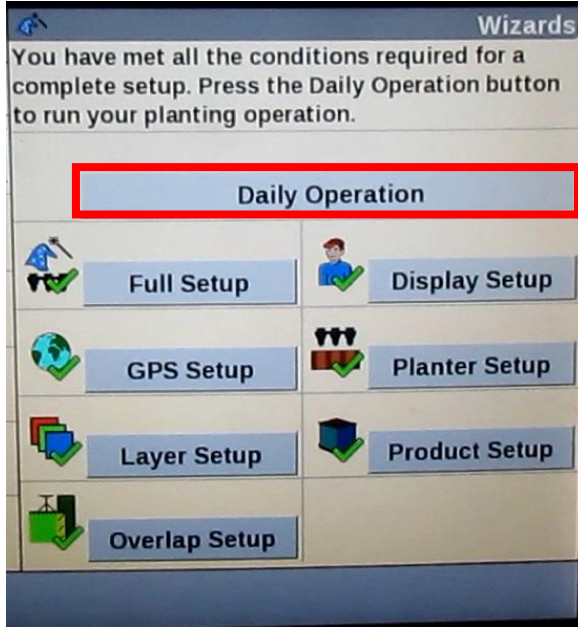 Wizards
You have met all the conditions required for a
complete setup. Press the Daily Operation button
to run your planting operation.
Daily Operation
Full Setup
Display Setup
GPS Setup
Planter Setup
Layer Setup
Product Setup
Overlap Setup